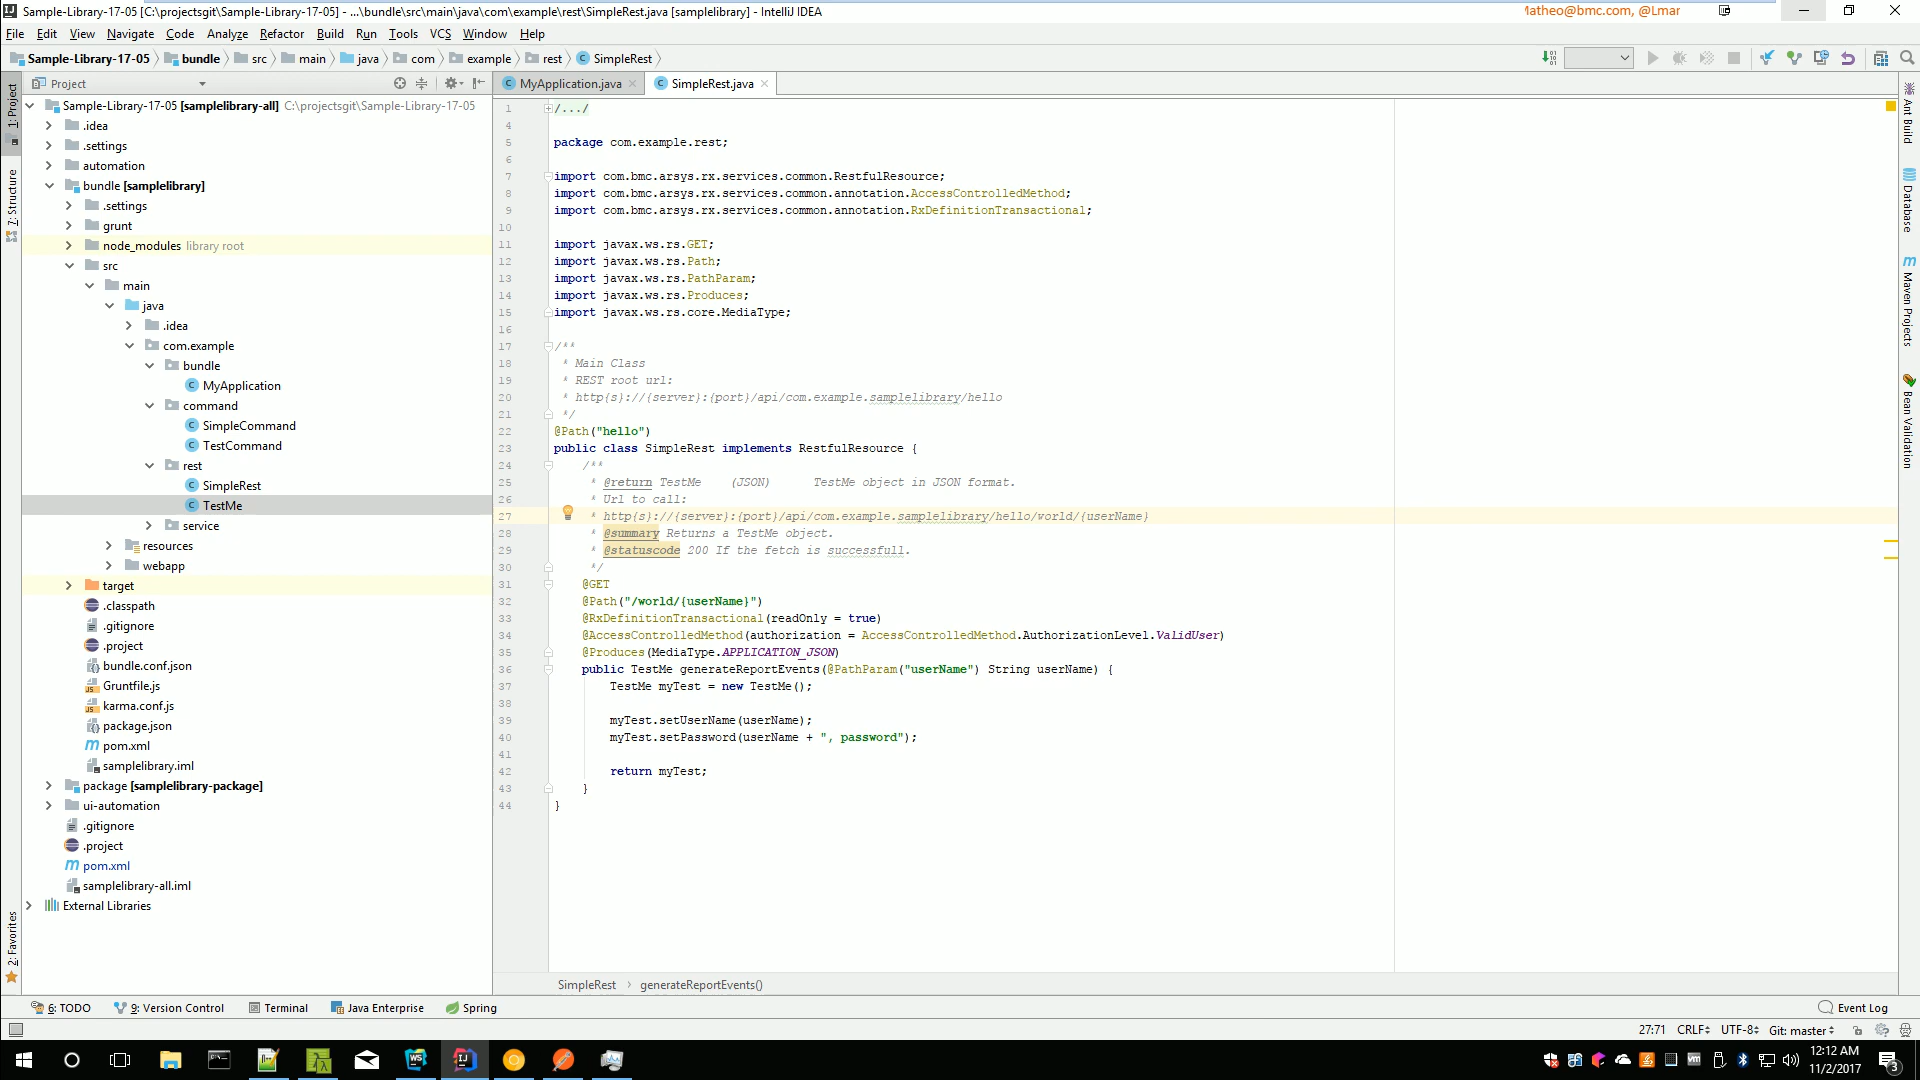 Sample-Library-17-05 [C:\projectsgit\Sample-Library-17-05] - ...\bundle\src\main\java\com\example\rest\SimpleRest.java [samplelibrary] - IntelliJ IDEA
@Lmar
File Edit View Navigate Code Analyze Refactor Build Run Tools VCS Window Help
Sample-Library-17-05 bundle src main java com example rest SimpleRest
Project
MyApplication.java SimpleRest.java
1: Project
7: Structure
2: Favorites
Sample-Library-17-05 [samplelibrary-all] C:\projectsgit\Sample-Library-17-05
.idea
.settings
automation
bundle [samplelibrary]
.settings
grunt
node_modules library root
src
main
java
.idea
com.example
bundle
MyApplication
command
SimpleCommand
TestCommand
rest
SimpleRest
TestMe
service
resources
webapp
target
.classpath
.gitignore
.project
bundle.conf.json
Gruntfile.js
karma.conf.js
package.json
pom.xml
samplelibrary.iml
package [samplelibrary-package]
ui-automation
.gitignore
.project
pom.xml
samplelibrary-all.iml
External Libraries
1 /.../
4
5 package com.example.rest;
6
7 import com.bmc.arsys.rx.services.common.RestfulResource;
8 import com.bmc.arsys.rx.services.common.annotation.AccessControlledMethod;
9 import com.bmc.arsys.rx.services.common.annotation.RxDefinitionTransactional;
10
11 import javax.ws.rs.GET;
12 import javax.ws.rs.Path;
13 import javax.ws.rs.PathParam;
14 import javax.ws.rs.Produces;
15 import javax.ws.rs.core.MediaType;
16
17 /**
18 * Main Class
19 * REST root url:
20 * http{s}://{server}:{port}/api/com.example.samplelibrary/hello
21 */
22 @Path("hello")
23 public class SimpleRest implements RestfulResource {
24 /**
25 * @return TestMe (JSON) TestMe object in JSON format.
26 * Url to call:
27 * http{s}://{server}:{port}/api/com.example.samplelibrary/hello/world/{userName}
28 * @summary Returns a TestMe object.
29 * @statuscode 200 If the fetch is successfull.
30 */
31 @GET
32 @Path("/world/{userName}")
33 @RxDefinitionTransactional(readOnly = true)
34 @AccessControlledMethod(authorization = AccessControlledMethod.AuthorizationLevel.ValidUser)
35 @Produces(MediaType.APPLICATION_JSON)
36 public TestMe generateReportEvents(@PathParam("userName") String userName) {
37 TestMe myTest = new TestMe();
38
39 myTest.setUserName(userName);
40 myTest.setPassword(userName + ", password");
41
42 return myTest;
43 }
44 }
Ant Build
Database
Maven Projects
Bean Validation
SimpleRest generateReportEvents()
6: TODO 9: Version Control Terminal Java Enterprise Spring Event Log
27:71 CRLF UTF-8 Git: master
12:12 AM
11/2/2017
3